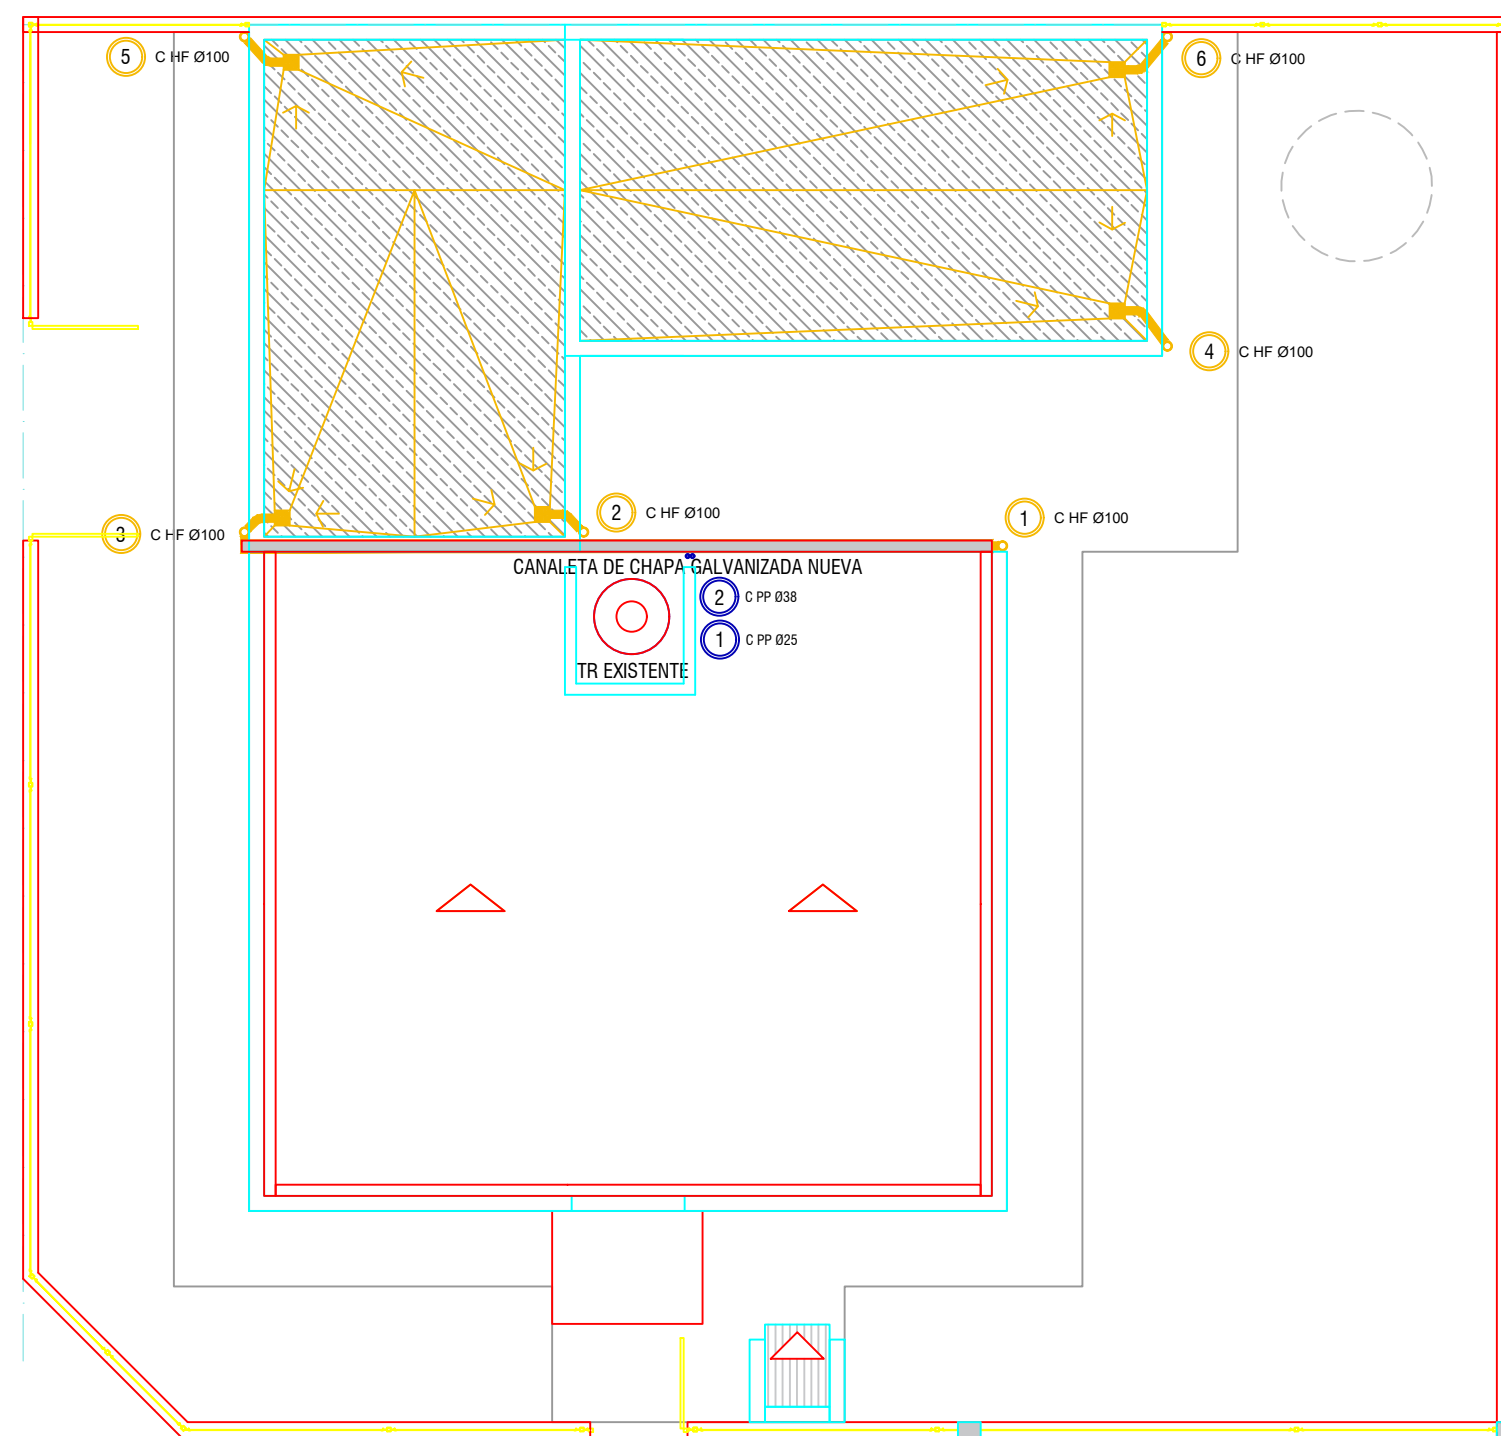 5 C HF Ø100
6 C HF Ø100
4 C HF Ø100
2 C HF Ø100
1 C HF Ø100
3 C HF Ø100
CANALETA DE CHAPA GALVANIZADA NUEVA
2 C PP Ø38
1 C PP Ø25
TR EXISTENTE